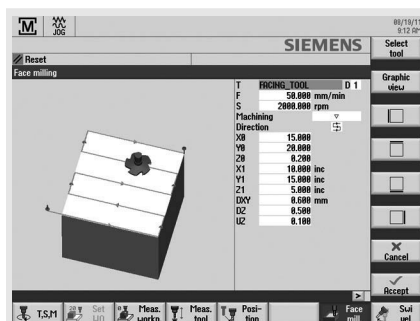 M
JOG
08/19/11
9:12 AM
SIEMENS
Select
tool
Reset
Face milling
Graphic
view
T FACING_TOOL D 1
F 50.000 mm/min
S 2000.000 rpm
Machining ▽
Direction
X0 15.000
Y0 20.000
Z0 0.200
X1 10.000 inc
Y1 15.000 inc
Z1 5.000 inc
DXY 0.600 mm
DZ 0.500
UZ 0.100
Cancel
Accept
T,S,M
Set
WO
Meas.
workp.
Meas.
tool
Posi-
tion
Face
mill.